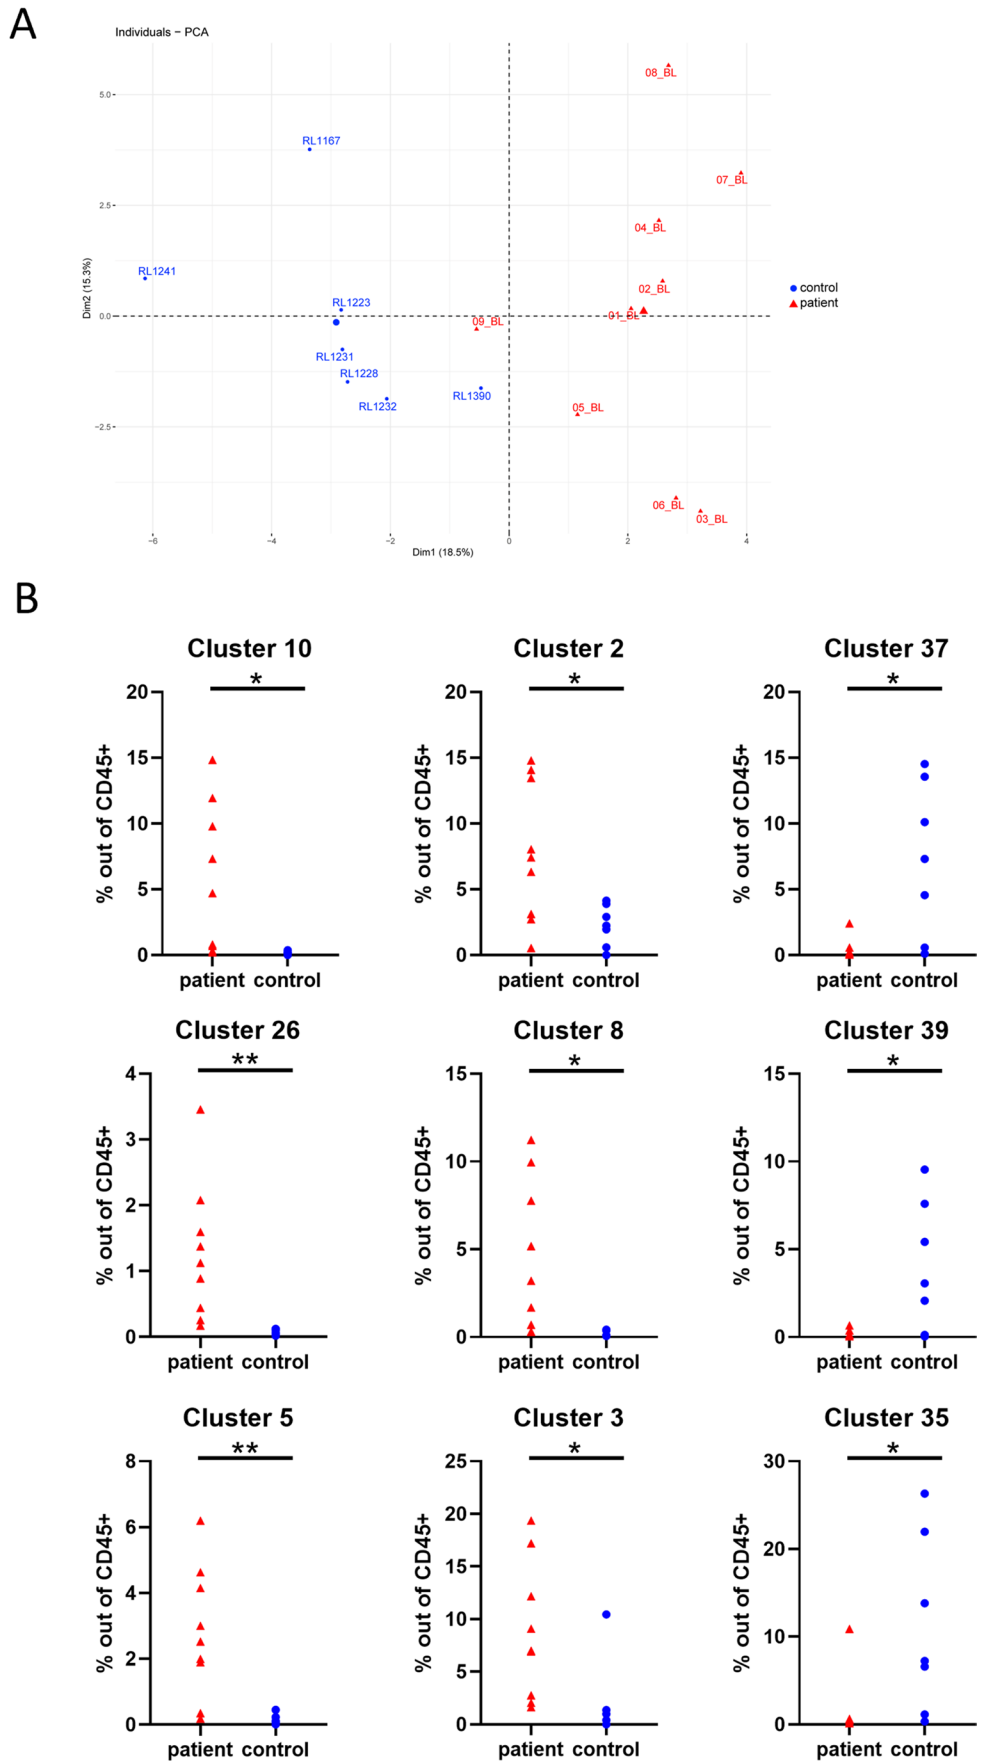 A
Individuals − PCA
08_BL
5.0
RL1167
07_BL
2.5
04_BL
RL1241
02_BL
control
RL1223
patient
Dim2 (15.3%)
0.0
09_BL
01_BL
RL1231
RL1228
RL1390
RL1232
05_BL
−2.5
06_BL
03_BL
−6 −4 −2 0 2 4
Dim1 (18.5%)
B
Cluster 10
*
% out of CD45+
20
15
10
5
0
patient control
Cluster 2
*
% out of CD45+
20
15
10
5
0
patient control
Cluster 37
*
% out of CD45+
20
15
10
5
0
patient control
Cluster 26
**
% out of CD45+
4
3
2
1
0
patient control
Cluster 8
*
% out of CD45+
15
10
5
0
patient control
Cluster 39
*
% out of CD45+
15
10
5
0
patient control
Cluster 5
**
% out of CD45+
8
6
4
2
0
patient control
Cluster 3
*
% out of CD45+
25
20
15
10
5
0
patient control
Cluster 35
*
% out of CD45+
30
20
10
0
patient control